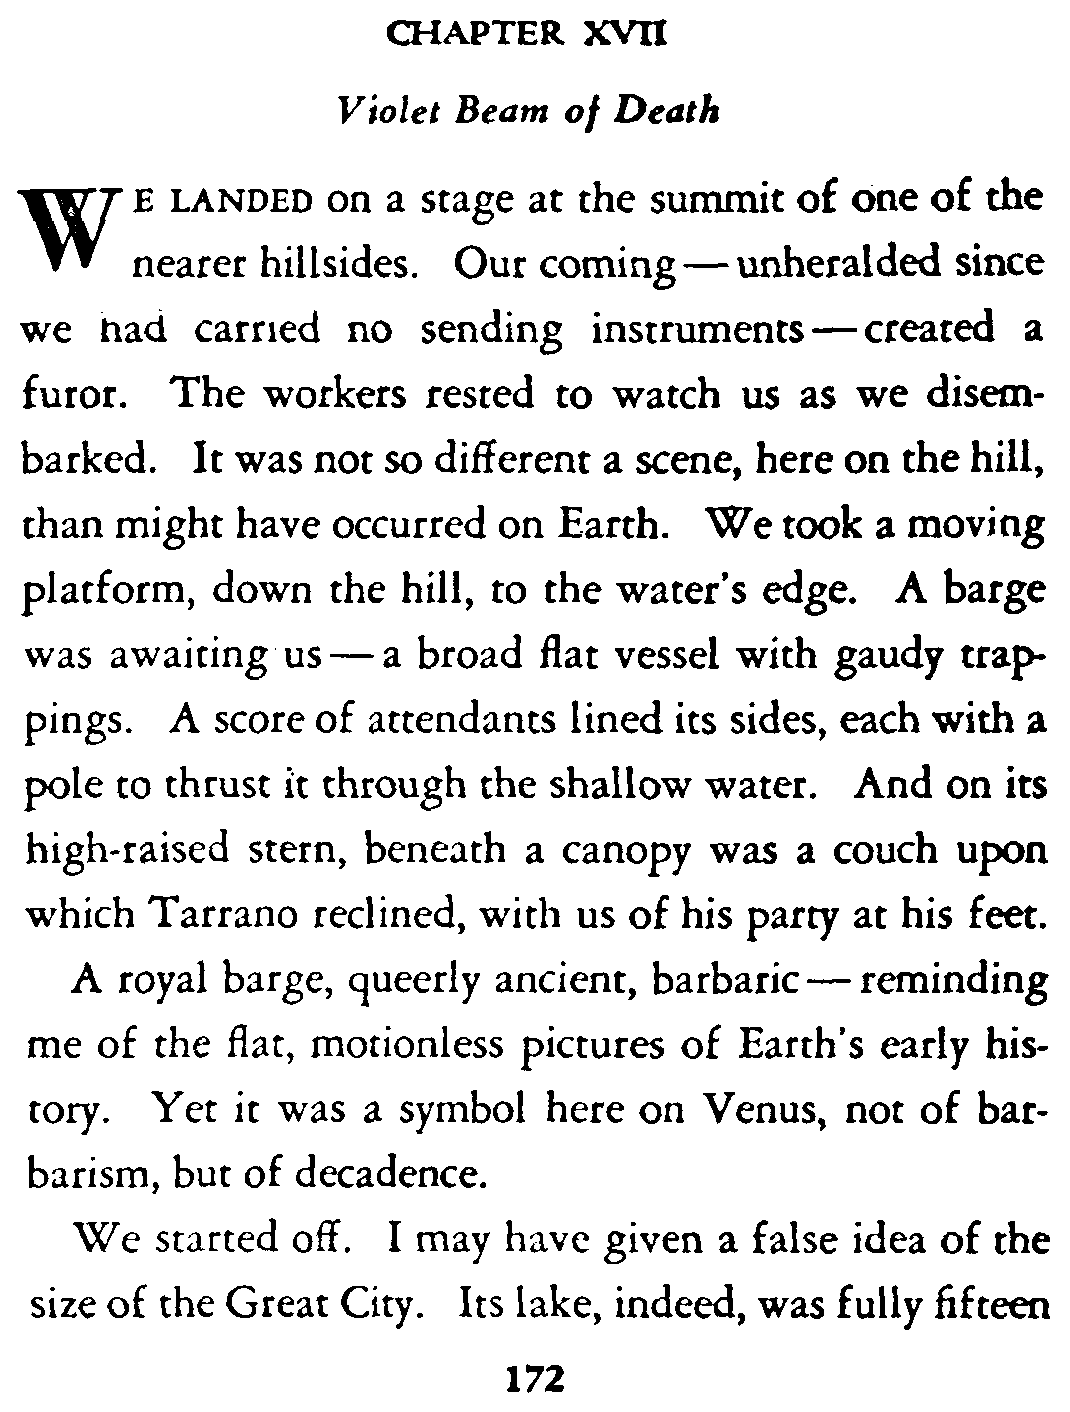 CHAPTER XVII
Violet Beam of Death
WE LANDED on a stage at the summit of one of the
nearer hillsides. Our coming—unheralded since
we had carried no sending instruments—created a
furor. The workers rested to watch us as we disem-
barked. It was not so different a scene, here on the hill,
than might have occurred on Earth. We took a moving
platform, down the hill, to the water's edge. A barge
was awaiting us—a broad flat vessel with gaudy trap-
pings. A score of attendants lined its sides, each with a
pole to thrust it through the shallow water. And on its
high-raised stern, beneath a canopy was a couch upon
which Tarrano reclined, with us of his party at his feet.
A royal barge, queerly ancient, barbaric—reminding
me of the flat, motionless pictures of Earth's early his-
tory. Yet it was a symbol here on Venus, not of bar-
barism, but of decadence.
We started off. I may have given a false idea of the
size of the Great City. Its lake, indeed, was fully fifteen
172